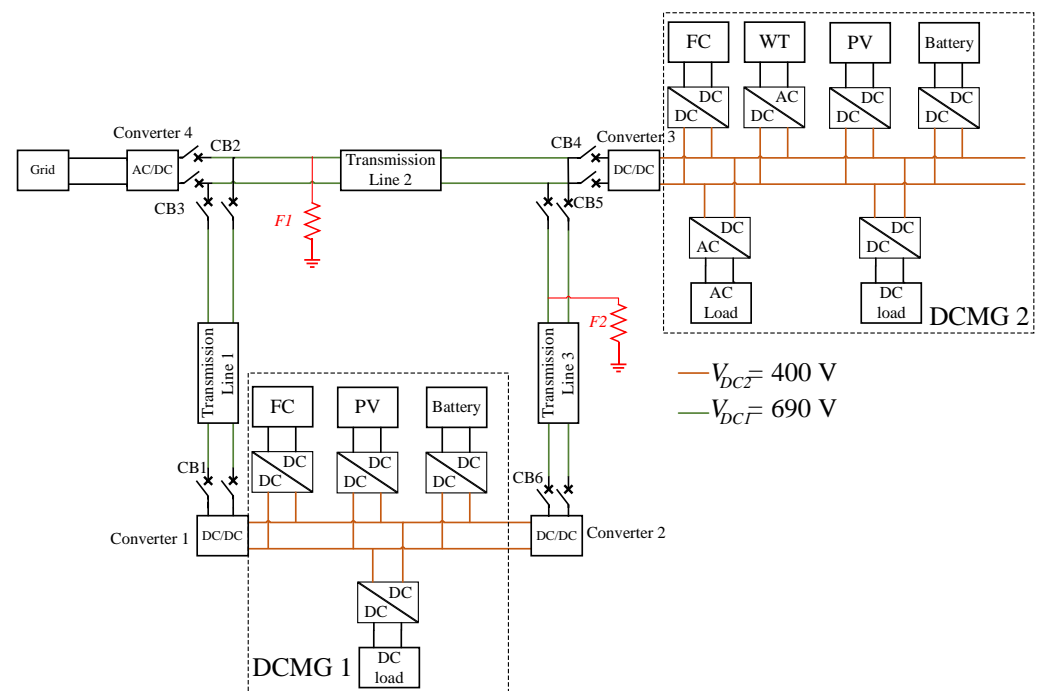 FC
WT
PV
Battery
DC
DC
AC
DC
DC
DC
DC
DC
Converter 4
CB2
CB4
Converter 3
Grid
AC/DC
Transmission
Line 2
DC/DC
CB3
CB5
F1
DC
AC
DC
DC
AC
Load
DC
load
DCMG 2
F2
Transmission
Line 1
Transmission
Line 3
V_DC2= 400 V
V_DC1= 690 V
FC
PV
Battery
CB1
DC
DC
DC
DC
DC
DC
CB6
Converter 1
DC/DC
DC/DC
Converter 2
DC
DC
DCMG 1
DC
load